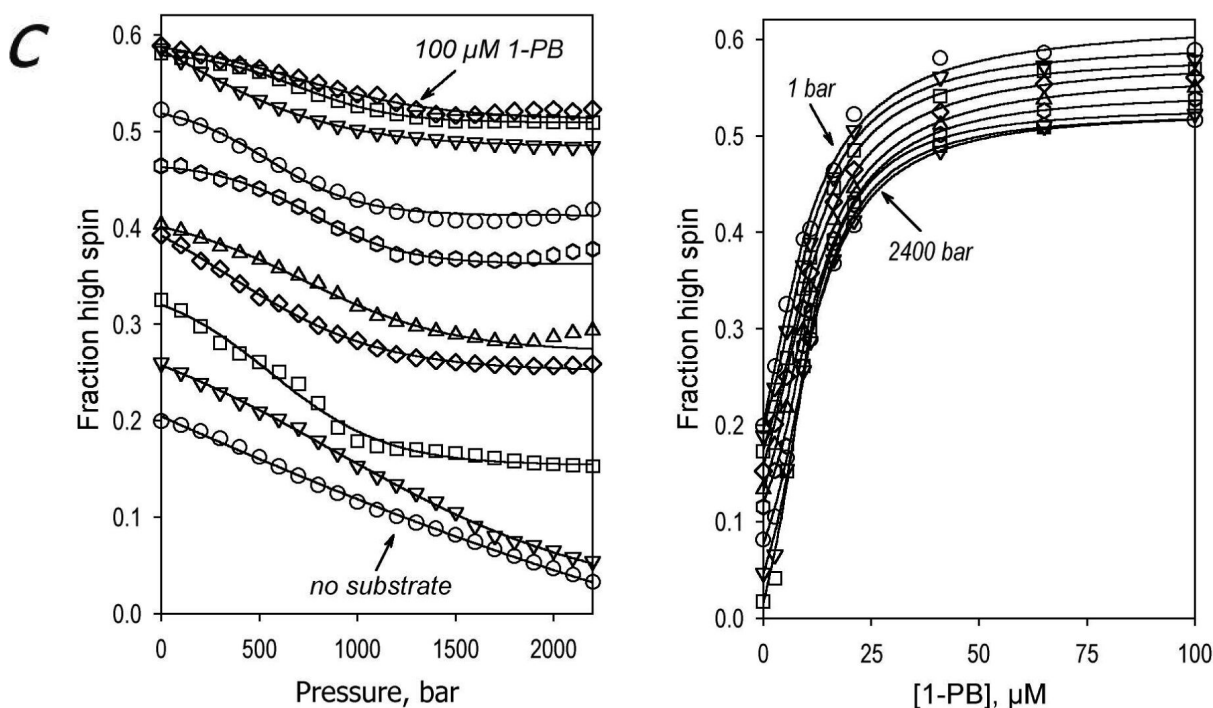 C
0.6
0.5
0.4
0.3
0.2
0.1
0.0
Fraction high spin
100 µM 1-PB
no substrate
0
500
1000
1500
2000
Pressure, bar
0.6
0.5
0.4
0.3
0.2
0.1
0.0
Fraction high spin
1 bar
2400 bar
0
25
50
75
100
[1-PB], µM